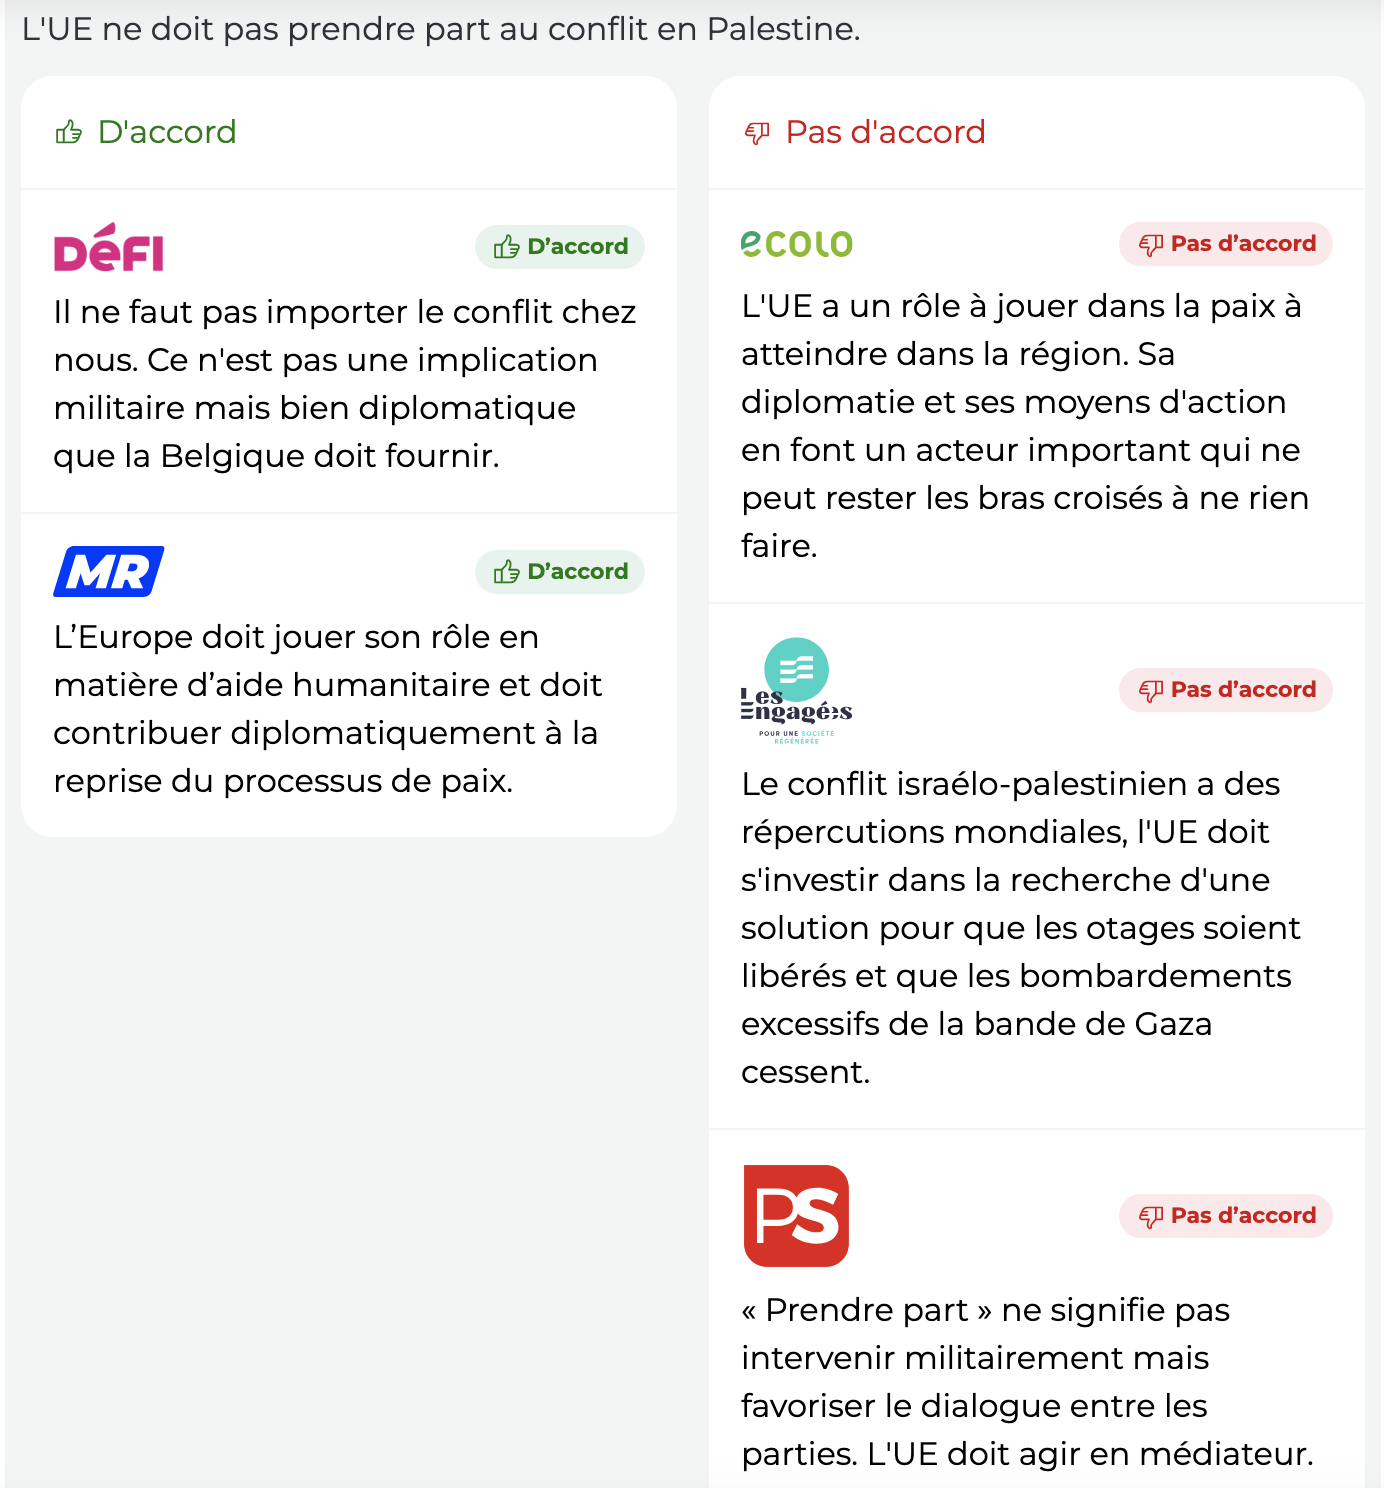 L'UE ne doit pas prendre part au conflit en Palestine.
D'accord
DéFI
D’accord
Il ne faut pas importer le conflit chez
nous. Ce n'est pas une implication
militaire mais bien diplomatique
que la Belgique doit fournir.
MR
D’accord
L’Europe doit jouer son rôle en
matière d’aide humanitaire et doit
contribuer diplomatiquement à la
reprise du processus de paix.
Pas d'accord
ecolo
Pas d’accord
L'UE a un rôle à jouer dans la paix à
atteindre dans la région. Sa
diplomatie et ses moyens d'action
en font un acteur important qui ne
peut rester les bras croisés à ne rien
faire.
Les
Engagé·e·s
POUR UNE SOCIÉTÉ
RÉGÉNÉRÉE
Pas d’accord
Le conflit israélo-palestinien a des
répercutions mondiales, l'UE doit
s'investir dans la recherche d'une
solution pour que les otages soient
libérés et que les bombardements
excessifs de la bande de Gaza
cessent.
PS
Pas d’accord
« Prendre part » ne signifie pas
intervenir militairement mais
favoriser le dialogue entre les
parties. L'UE doit agir en médiateur.